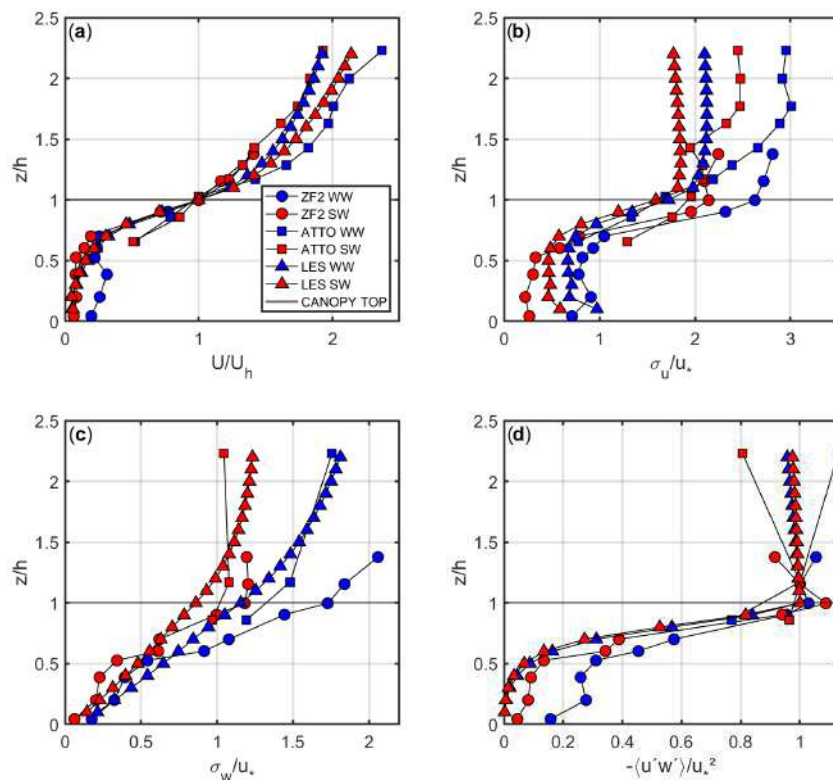 (a)
2.5
2
1.5
1
0.5
0
z/h
0 1 2
U/U_h
ZF2 WW
ZF2 SW
ATTO WW
ATTO SW
LES WW
LES SW
CANOPY TOP
(b)
2.5
2
1.5
1
0.5
0
z/h
0 1 2 3
σ_u/u_*
(c)
2.5
2
1.5
1
0.5
0
z/h
0 0.5 1 1.5 2
σ_w/u_*
(d)
2.5
2
1.5
1
0.5
0
z/h
0 0.2 0.4 0.6 0.8 1
-⟨u´w´⟩/u_*²